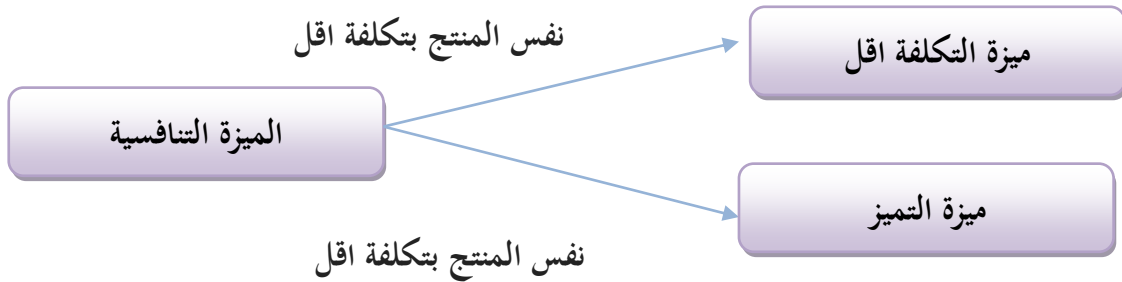 نفس المنتج بتكلفة اقل
ميزة التكلفة اقل
الميزة التنافسية
ميزة التميز
نفس المنتج بتكلفة اقل